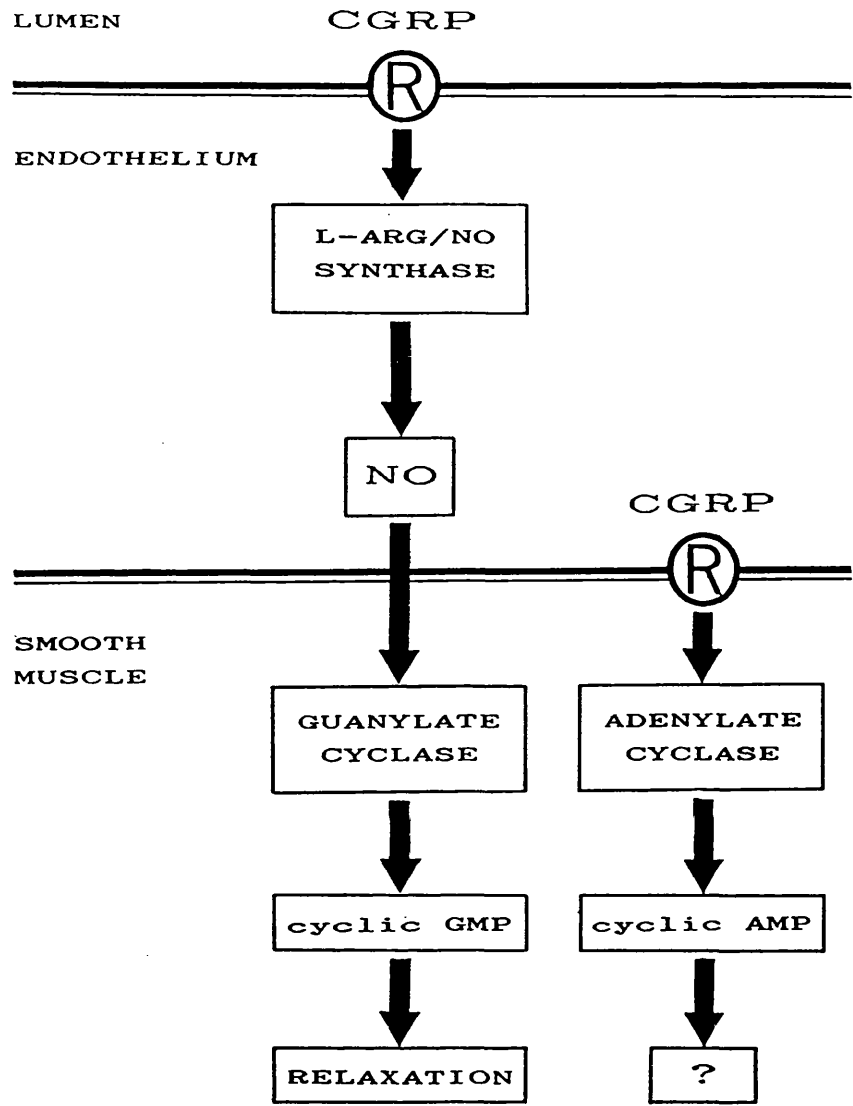 LUMEN
CGRP
R
ENDOTHELIUM
L-ARG/NO
SYNTHASE
NO
CGRP
R
SMOOTH
MUSCLE
GUANYLATE
CYCLASE
ADENYLATE
CYCLASE
cyclic GMP
cyclic AMP
RELAXATION
?